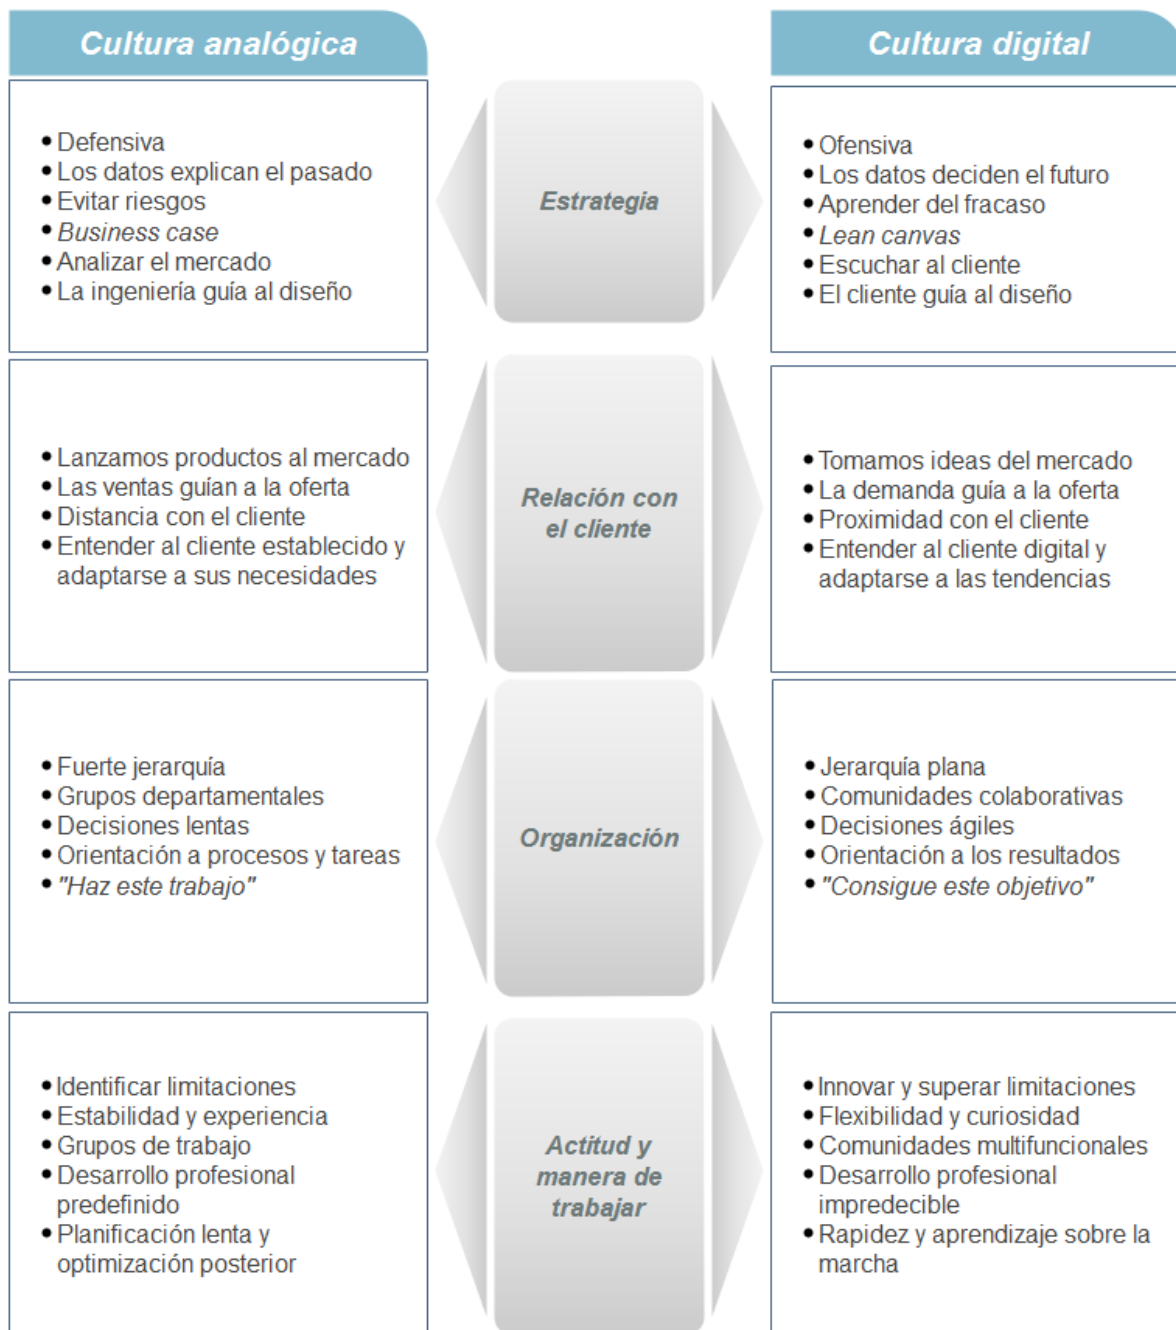 Cultura analógica
Cultura digital
• Defensiva
• Los datos explican el pasado
• Evitar riesgos
• Business case
• Analizar el mercado
• La ingeniería guía al diseño
Estrategia
• Ofensiva
• Los datos deciden el futuro
• Aprender del fracaso
• Lean canvas
• Escuchar al cliente
• El cliente guía al diseño
• Lanzamos productos al mercado
• Las ventas guían a la oferta
• Distancia con el cliente
• Entender al cliente establecido y
adaptarse a sus necesidades
Relación con
el cliente
• Tomamos ideas del mercado
• La demanda guía a la oferta
• Proximidad con el cliente
• Entender al cliente digital y
adaptarse a las tendencias
• Fuerte jerarquía
• Grupos departamentales
• Decisiones lentas
• Orientación a procesos y tareas
• "Haz este trabajo"
Organización
• Jerarquía plana
• Comunidades colaborativas
• Decisiones ágiles
• Orientación a los resultados
• "Consigue este objetivo"
• Identificar limitaciones
• Estabilidad y experiencia
• Grupos de trabajo
• Desarrollo profesional
predefinido
• Planificación lenta y
optimización posterior
Actitud y
manera de
trabajar
• Innovar y superar limitaciones
• Flexibilidad y curiosidad
• Comunidades multifuncionales
• Desarrollo profesional
impredecible
• Rapidez y aprendizaje sobre la
marcha